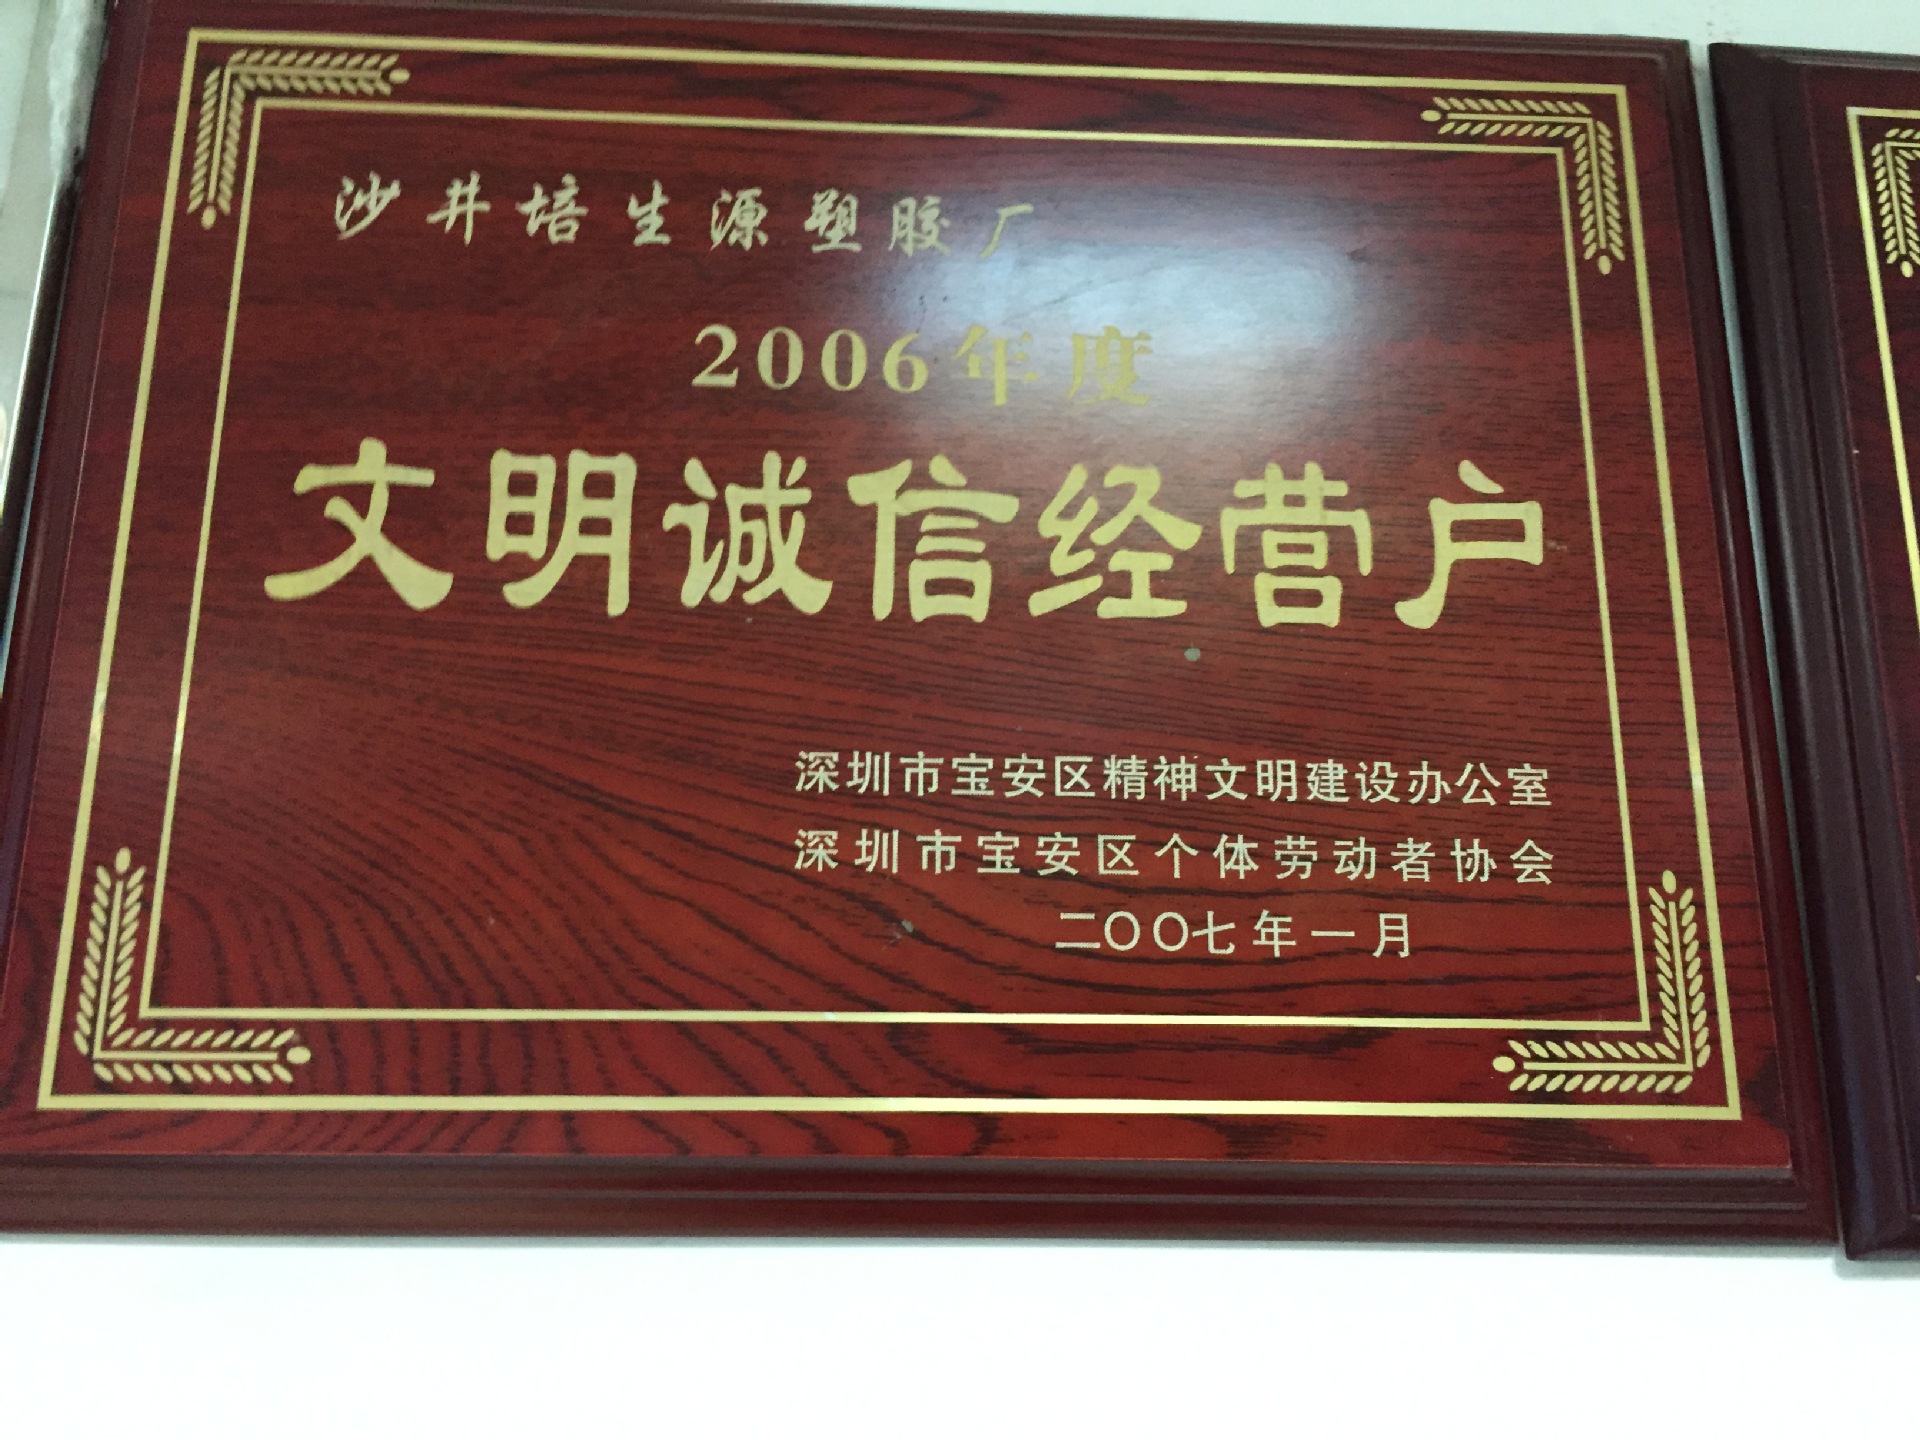 沙井培生源塑胶厂
2006年度
文明诚信经营户
深圳市宝安区精神文明建设办公室
深圳市宝安区个体劳动者协会
二〇〇七年一月